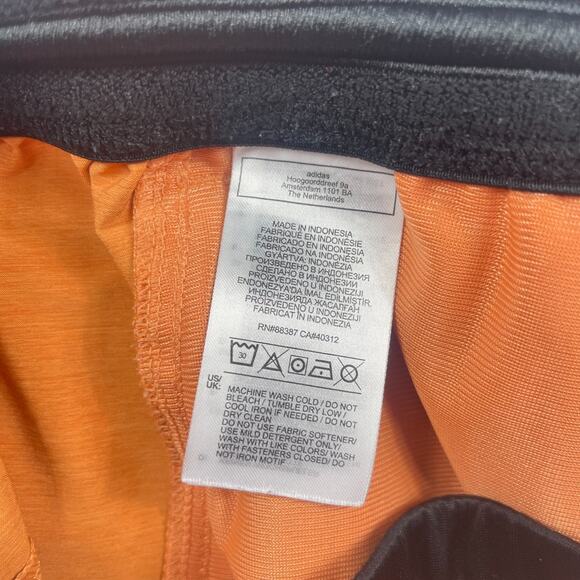 adidas
Hoogoorddreef 9a
Amsterdam 1101 BA
The Netherlands
MADE IN INDONESIA
FABRIQUÉ EN INDONÉSIE
FABRICADO EN INDONESIA
FABRICADO NA INDONÉSIA
GYÁRTVA: INDONÉZIA
ПРОИЗВЕДЕНО В ИНДОНЕЗИЯ
СДЕЛАНО В ИНДОНЕЗИИ
PROIZVEDENO U INDONEZIJI
ENDONEZYA'DA İMAL EDİLMİŞTİR.
ИНДОНЕЗИЯДА ЖАСАЛҒАН
PROIZVEDENO U INDONEZIJI
FABRICAT IN INDONEZIA
RN#88387 CA#40312
30
US/
UK:
MACHINE WASH COLD / DO NOT
BLEACH / TUMBLE DRY LOW /
COOL IRON IF NEEDED / DO NOT
DRY CLEAN
DO NOT USE FABRIC SOFTENER/
USE MILD DETERGENT ONLY/
WASH WITH LIKE COLORS/ WASH
WITH FASTENERS CLOSED/ DO
NOT IRON MOTIF